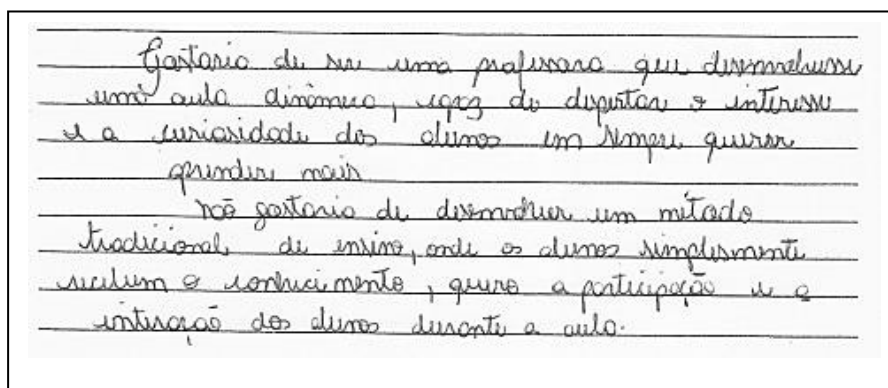 Gostaria de ser uma professora que desenvolvesse
uma aula dinâmica, capaz de despertar o interesse
e a curiosidade dos alunos em sempre querer
aprender mais
não gostaria de desenvolver um método
tradicional de ensino, onde os alunos simplesmente
recebem o conhecimento, quero a participação e a
interação dos alunos durante a aula.